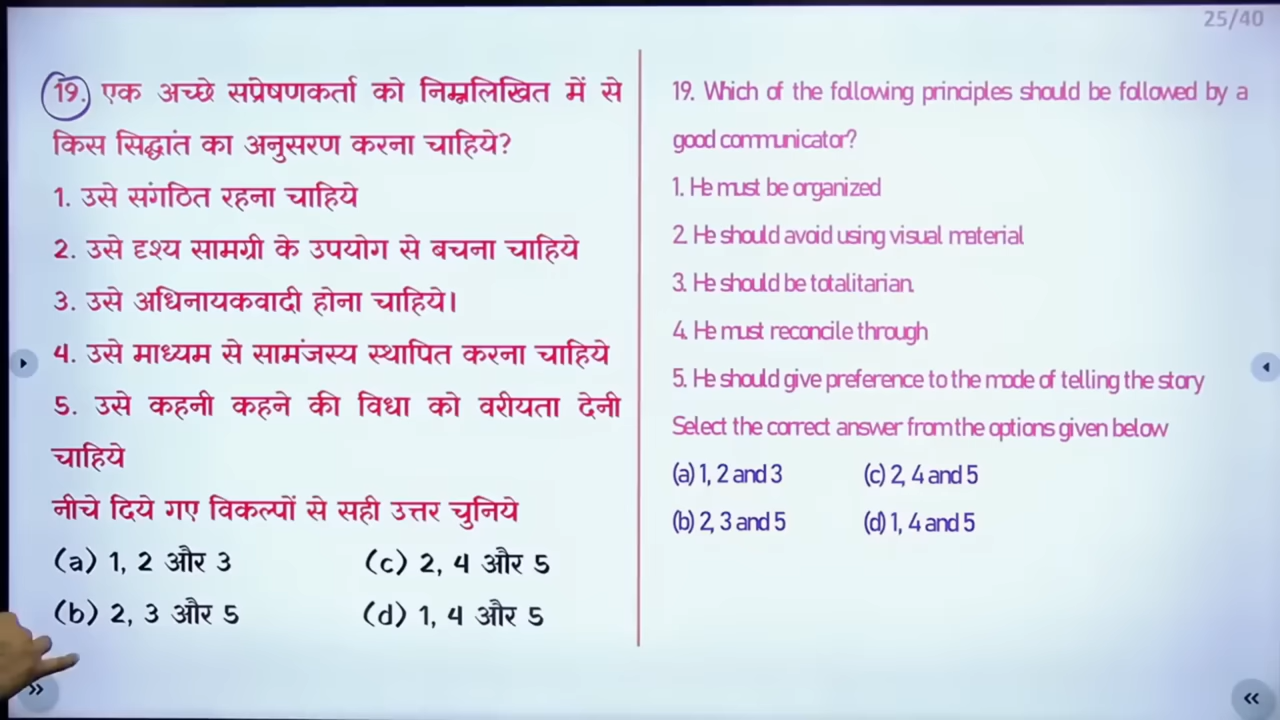 25/40
19. एक अच्छे सप्रेषणकर्ता को निम्नलिखित में से
किस सिद्धांत का अनुसरण करना चाहिये?
1. उसे संगठित रहना चाहिये
2. उसे दृश्य सामग्री के उपयोग से बचना चाहिये
3. उसे अधिनायकवादी होना चाहिये।
4. उसे माध्यम से सामंजस्य स्थापित करना चाहिये
5. उसे कहनी कहने की विधा को वरीयता देनी
चाहिये
नीचे दिये गए विकल्पों से सही उत्तर चुनिये
(a) 1, 2 और 3 (c) 2, 4 और 5
(b) 2, 3 और 5 (d) 1, 4 और 5
19. Which of the following principles should be followed by a
good communicator?
1. He must be organized
2. He should avoid using visual material
3. He should be totalitarian.
4. He must reconcile through
5. He should give preference to the mode of telling the story
Select the correct answer from the options given below
(a) 1, 2 and 3 (c) 2, 4 and 5
(b) 2, 3 and 5 (d) 1, 4 and 5